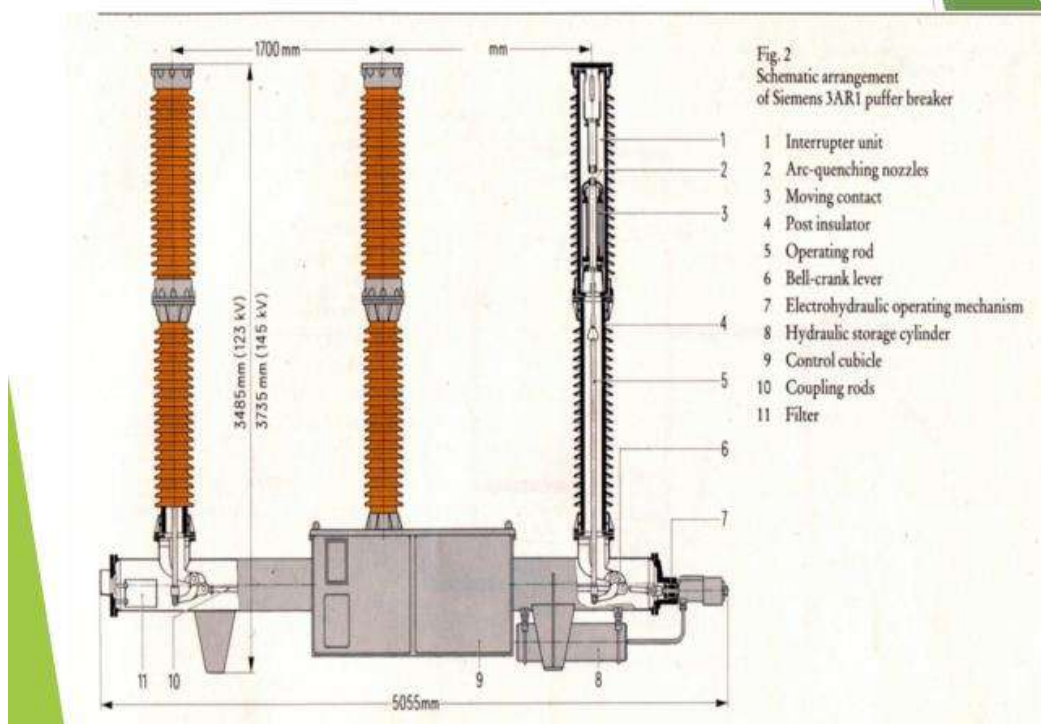 1700 mm
mm
Fig. 2
Schematic arrangement
of Siemens 3AR1 puffer breaker
1 Interrupter unit
2 Arc-quenching nozzles
3 Moving contact
4 Post insulator
5 Operating rod
6 Bell-crank lever
7 Electrohydraulic operating mechanism
8 Hydraulic storage cylinder
9 Control cubicle
10 Coupling rods
11 Filter
1
2
3
4
5
6
7
3485mm (123 kV)
3735 mm (145 kV)
11
10
9
8
5055mm